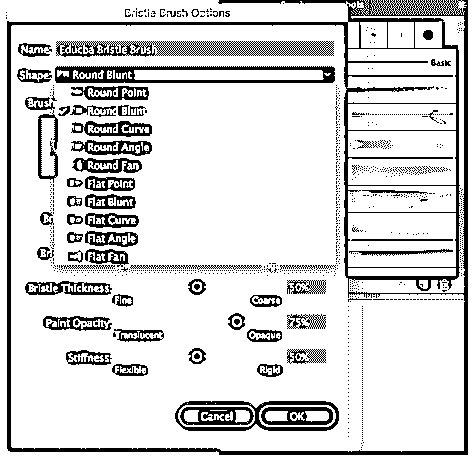 Bristle Brush Options
Name: Educba Bristle Brush
Basic
Shape: Round Blunt
Round Point
Round Blunt
Brush
Round Curve
Round Angle
Round Fan
Flat Point
Flat Blunt
Flat Curve
Flat Angle
Flat Fan
Bristle Thickness: 50%
Fine Coarse
Paint Opacity: 75%
Translucent Opaque
Stiffness: 50%
Flexible Rigid
Cancel OK